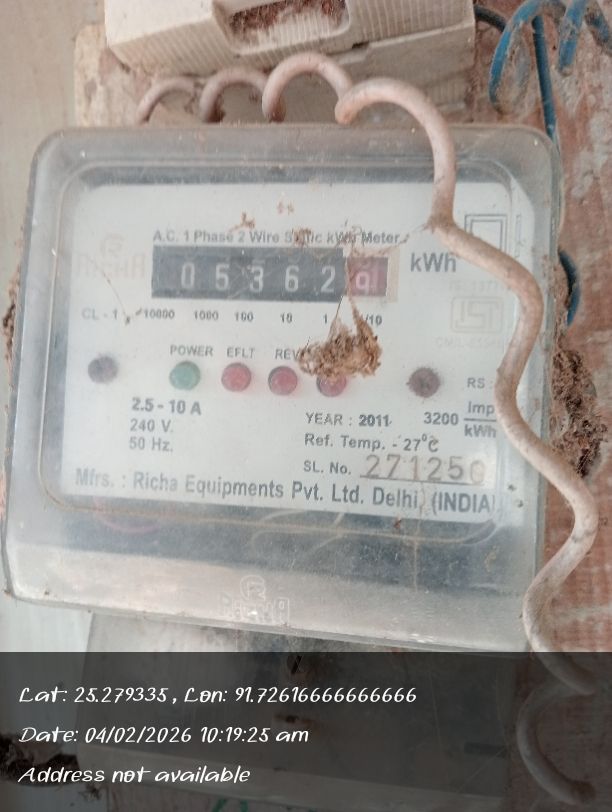 RICHA
A.C. 1 Phase 2 Wire Static kWh Meter
0 5 3 6 2 9 kWh
CL - 1 10000 1000 100 10 1 1/10
POWER EFLT REV
RS :
2.5 - 10 A
240 V.
50 Hz.
YEAR : 2011 3200 Imp/kWh
Ref. Temp. - 27°C
SL. No. 271250
Mfrs. : Richa Equipments Pvt. Ltd. Delhi, (INDIA
RICHA
Lat: 25.279335 , Lon: 91.72616666666666
Date: 04/02/2026 10:19:25 am
Address not available